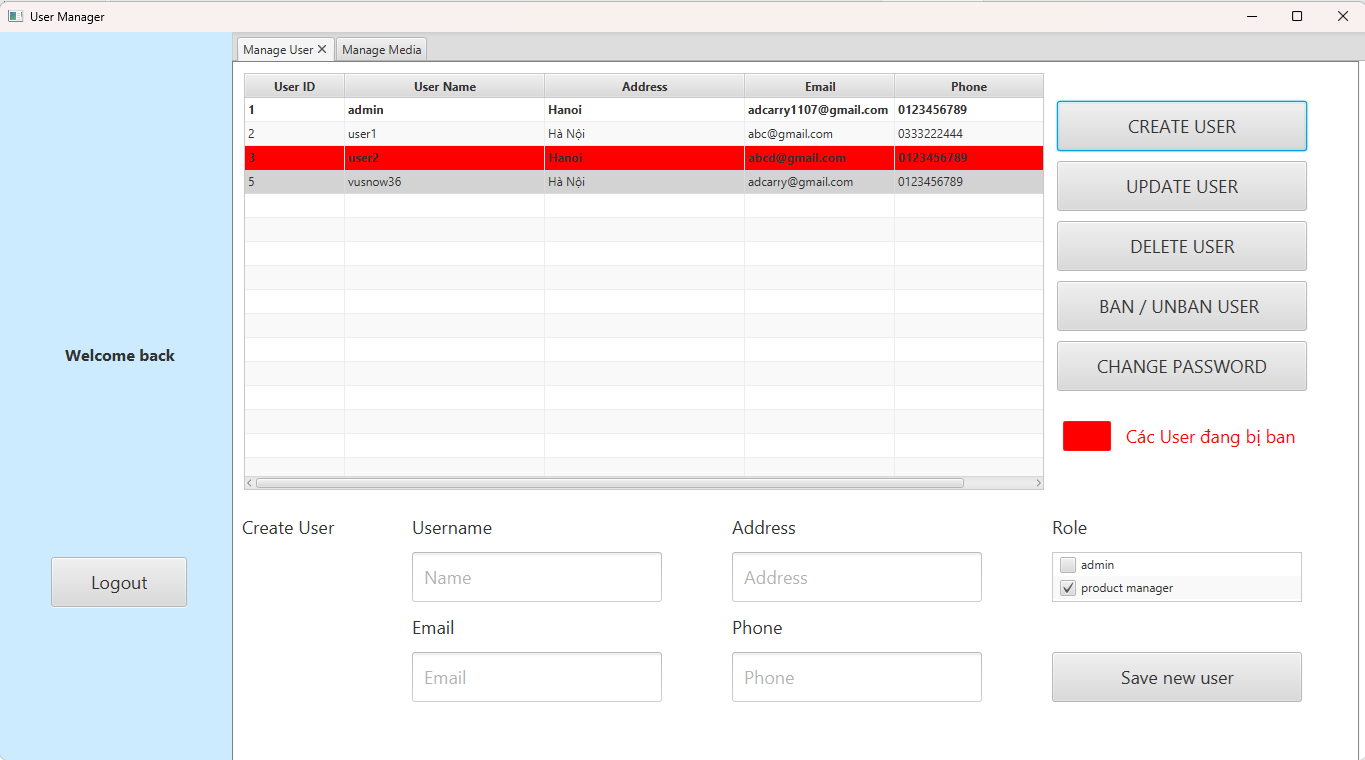 User Manager
Manage User Manage Media
User ID User Name Address Email Phone
1 admin Hanoi adcarry1107@gmail.com 0123456789
2 user1 Hà Nội abc@gmail.com 0333222444
3 user2 Hanoi abcd@gmail.com 0123456789
5 vusnow36 Hà Nội adcarry@gmail.com 0123456789
CREATE USER
UPDATE USER
DELETE USER
BAN / UNBAN USER
CHANGE PASSWORD
Các User đang bị ban
Welcome back
Logout
Create User Username Address Role
Name Address
admin
product manager
Email Phone
Email Phone Save new user